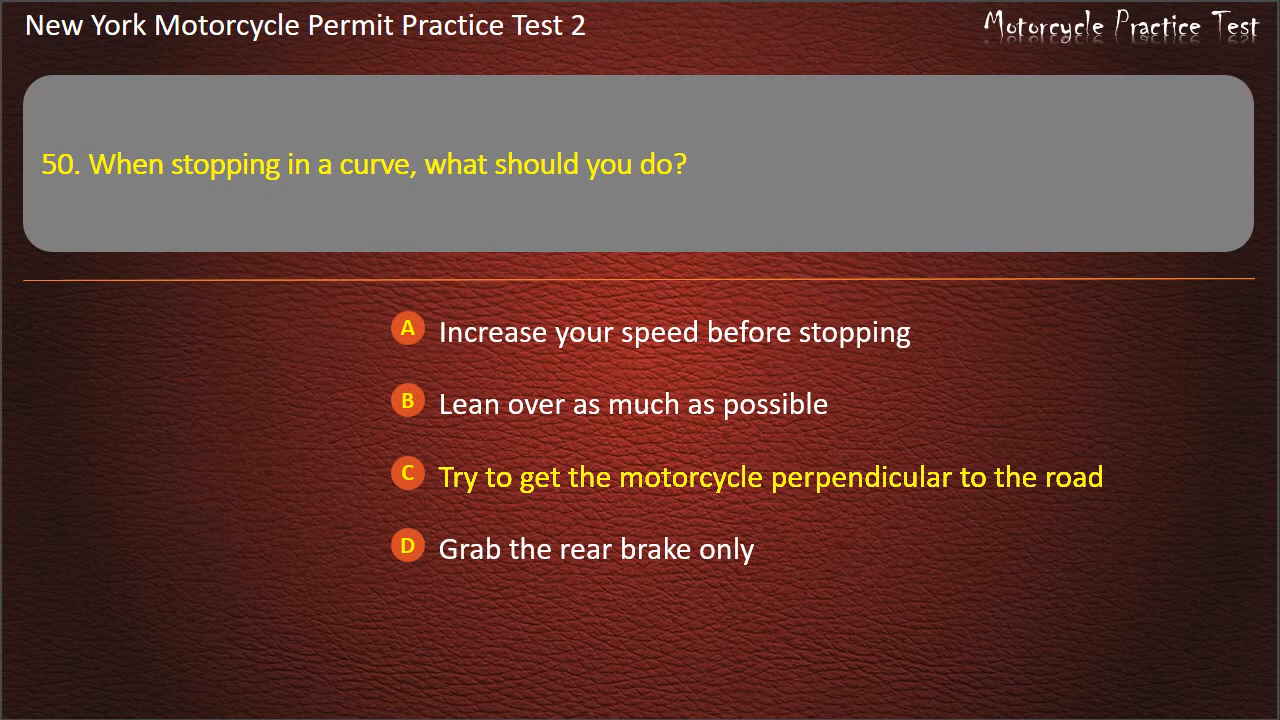 New York Motorcycle Permit Practice Test 2
Motorcycle Practice Test
50. When stopping in a curve, what should you do?
A Increase your speed before stopping
B Lean over as much as possible
C Try to get the motorcycle perpendicular to the road
D Grab the rear brake only